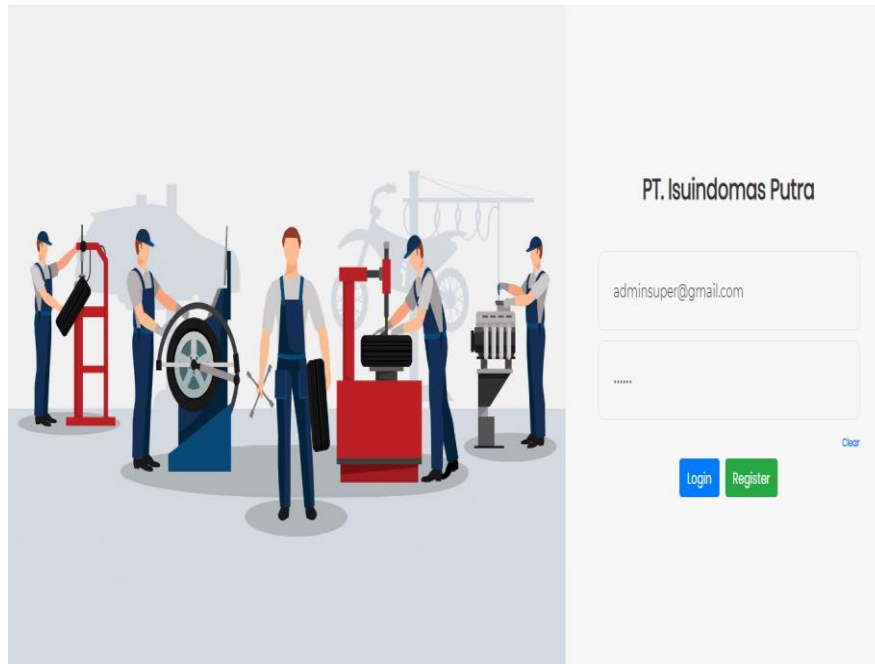 PT. Isuindomas Putra
adminsuper@gmail.com
······
Clear
Login Register